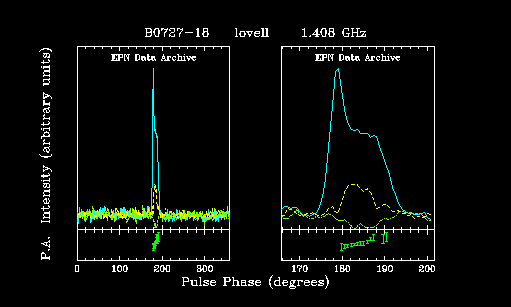 B0727-18 lovell 1.408 GHz
EPN Data Archive EPN Data Archive
P.A. Intensity (arbitrary units)
0 100 200 300 170 180 190 200
Pulse Phase (degrees)